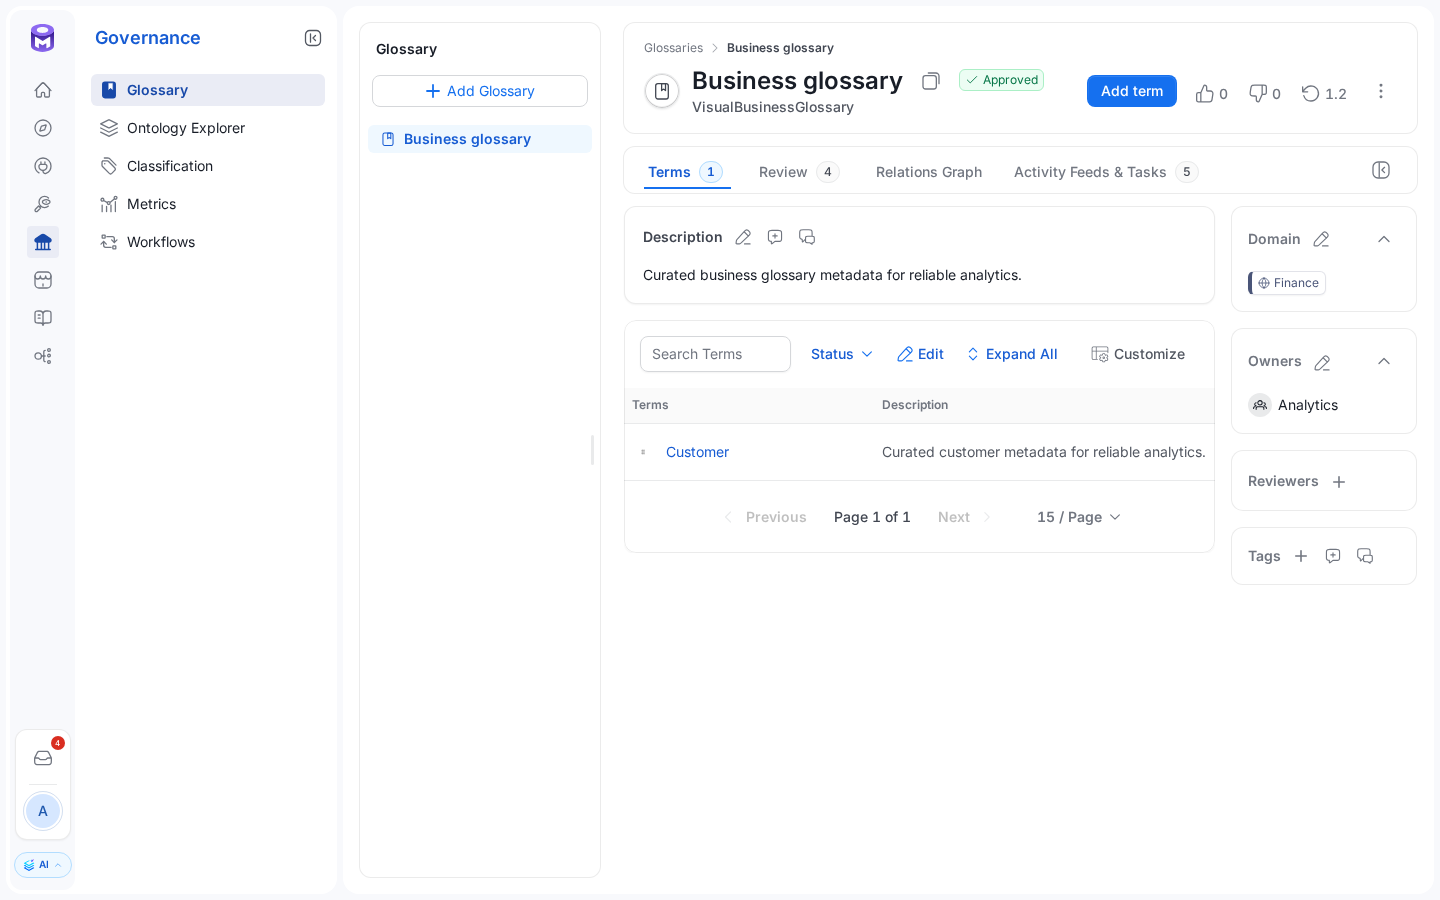 Governance
Glossary
Ontology Explorer
Classification
Metrics
Workflows
4
A
AI
Glossary
Add Glossary
Business glossary
Glossaries
Business glossary
Business glossary
Approved
VisualBusinessGlossary
Add term
0
0
1.2
Terms 1
Review 4
Relations Graph
Activity Feeds & Tasks 5
Description
Curated business glossary metadata for reliable analytics.
Search Terms
Status
Edit
Expand All
Customize
Terms
Description
Customer
Curated customer metadata for reliable analytics.
Previous
Page 1 of 1
Next
15 / Page
Domain
Finance
Owners
Analytics
Reviewers
Tags